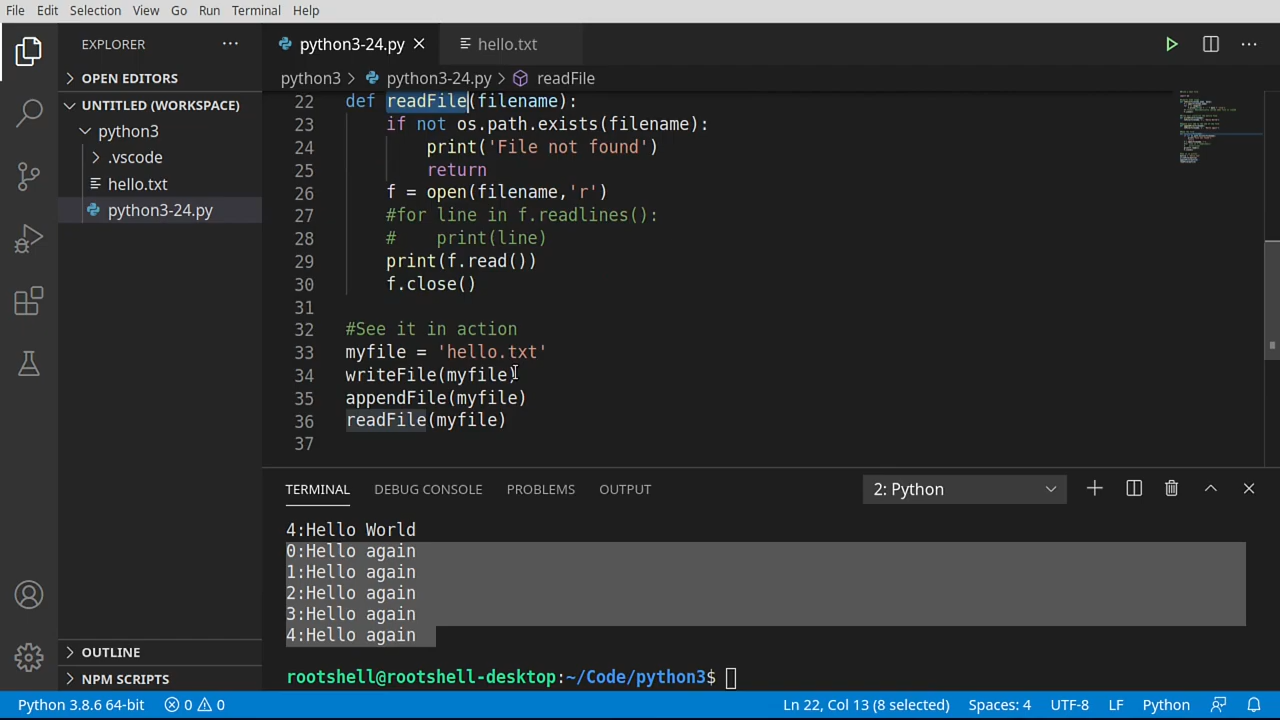 File Edit Selection View Go Run Terminal Help
EXPLORER
python3-24.py
hello.txt
OPEN EDITORS
python3 > python3-24.py > readFile
UNTITLED (WORKSPACE)
python3
.vscode
hello.txt
python3-24.py
22 def readFile(filename):
23 if not os.path.exists(filename):
24 print('File not found')
25 return
26 f = open(filename,'r')
27 #for line in f.readlines():
28 # print(line)
29 print(f.read())
30 f.close()
31
32 #See it in action
33 myfile = 'hello.txt'
34 writeFile(myfile)
35 appendFile(myfile)
36 readFile(myfile)
37
TERMINAL DEBUG CONSOLE PROBLEMS OUTPUT 2: Python
4:Hello World
0:Hello again
1:Hello again
2:Hello again
3:Hello again
4:Hello again
rootshell@rootshell-desktop:~/Code/python3$
OUTLINE
NPM SCRIPTS
Python 3.8.6 64-bit 0 0 Ln 22, Col 13 (8 selected) Spaces: 4 UTF-8 LF Python